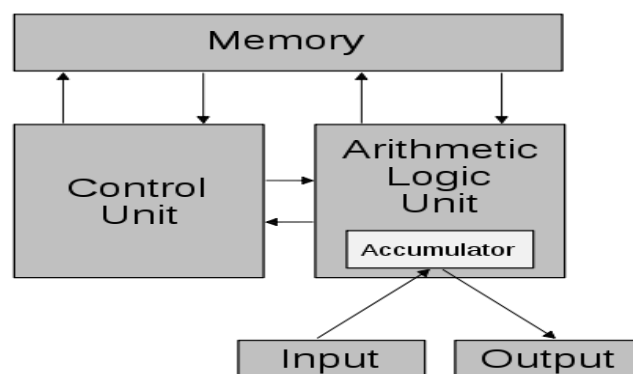 Memory
Control
Unit
Arithmetic
Logic
Unit
Accumulator
Input
Output